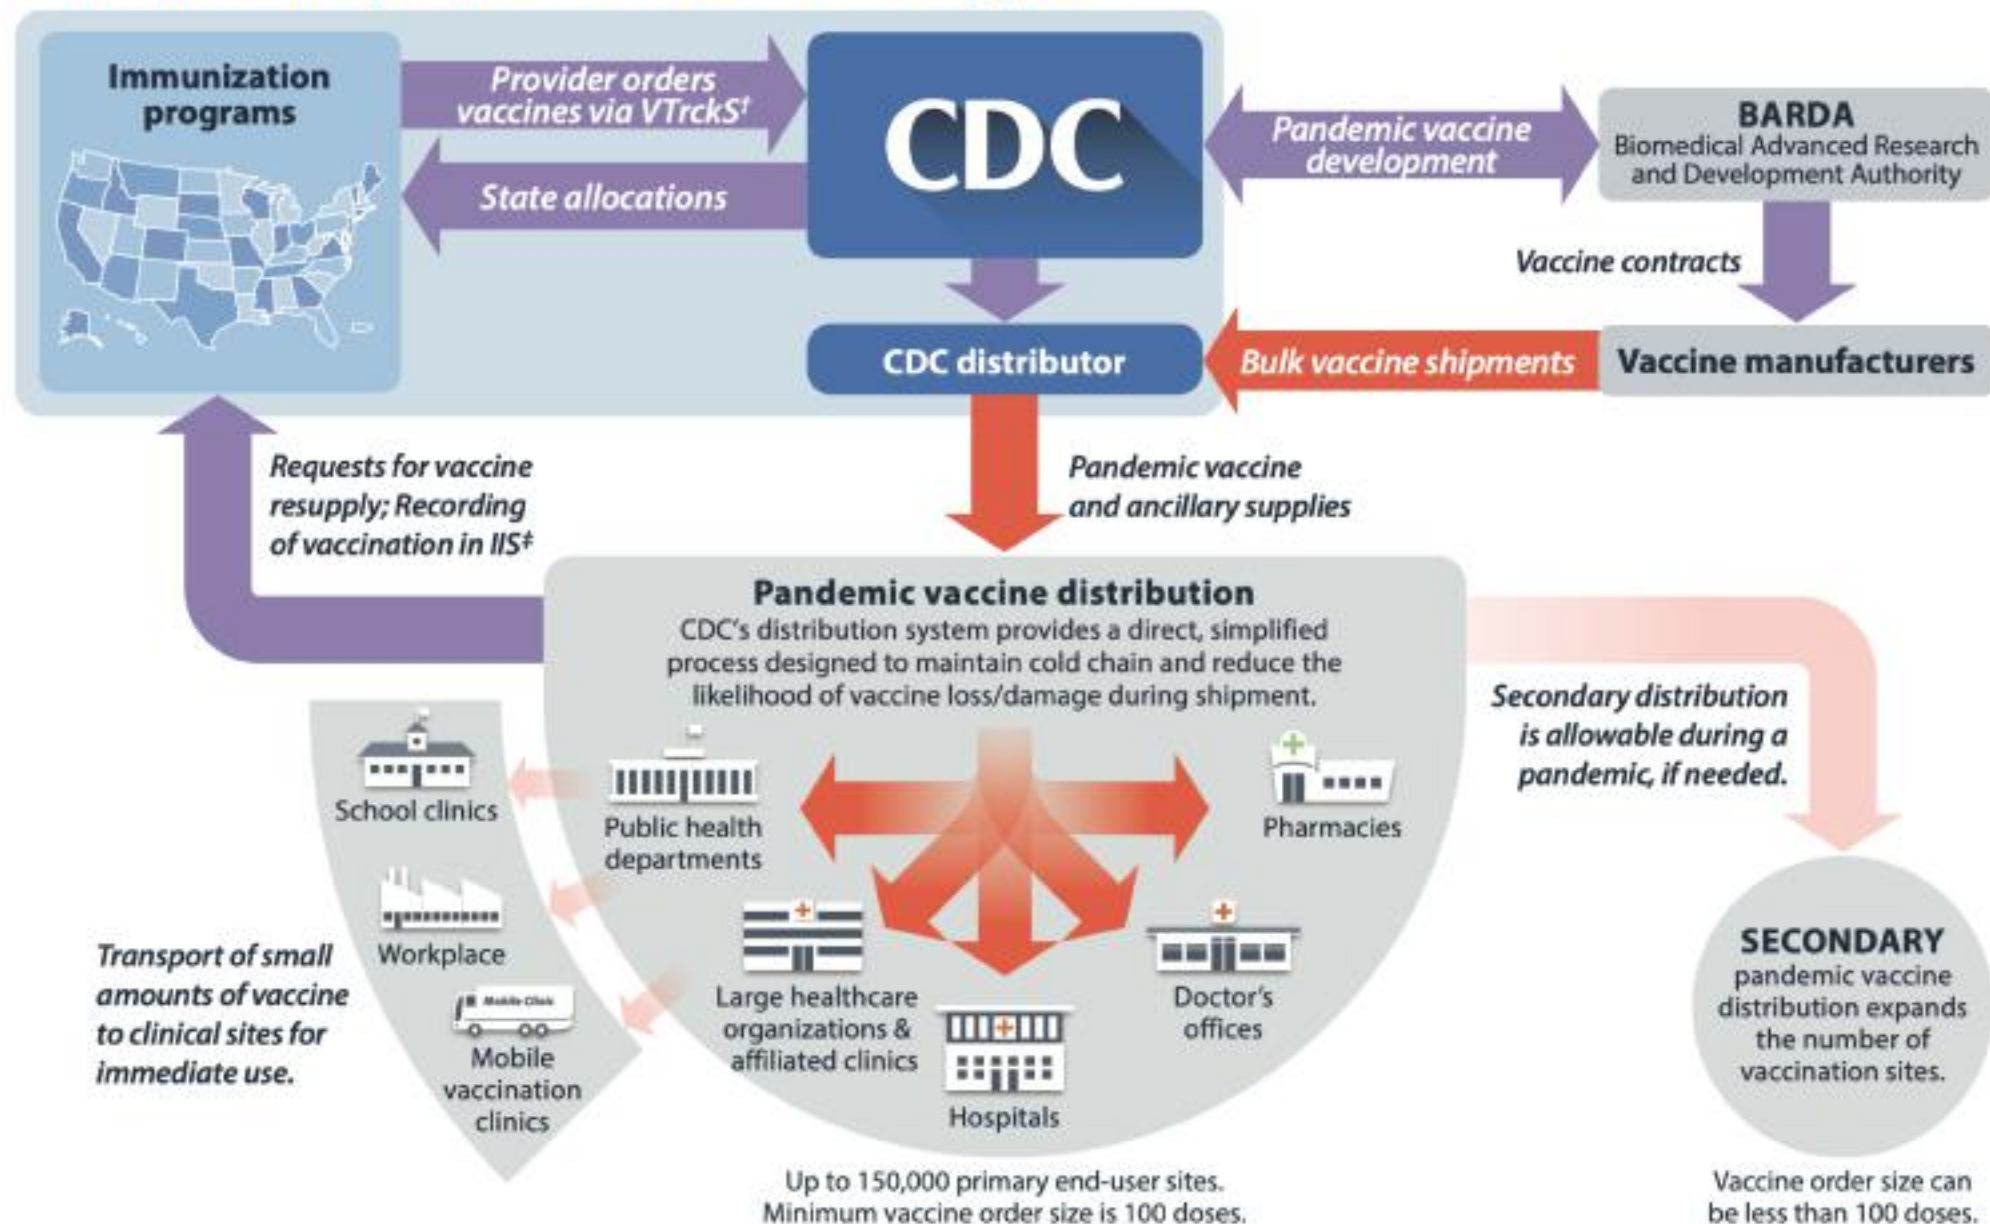 Immunization
programs
Provider orders
vaccines via VTrckS†
State allocations
CDC
Pandemic vaccine
development
BARDA
Biomedical Advanced Research
and Development Authority
Vaccine contracts
CDC distributor
Bulk vaccine shipments
Vaccine manufacturers
Requests for vaccine
resupply; Recording
of vaccination in IIS‡
Pandemic vaccine
and ancillary supplies
Pandemic vaccine distribution
CDC's distribution system provides a direct, simplified
process designed to maintain cold chain and reduce the
likelihood of vaccine loss/damage during shipment.
Secondary distribution
is allowable during a
pandemic, if needed.
School clinics
Public health
departments
Pharmacies
Workplace
Transport of small
amounts of vaccine
to clinical sites for
immediate use.
Mobile Clinic
Mobile
vaccination
clinics
Large healthcare
organizations &
affiliated clinics
Hospitals
Doctor's
offices
SECONDARY
pandemic vaccine
distribution expands
the number of
vaccination sites.
Up to 150,000 primary end-user sites.
Minimum vaccine order size is 100 doses.
Vaccine order size can
be less than 100 doses.